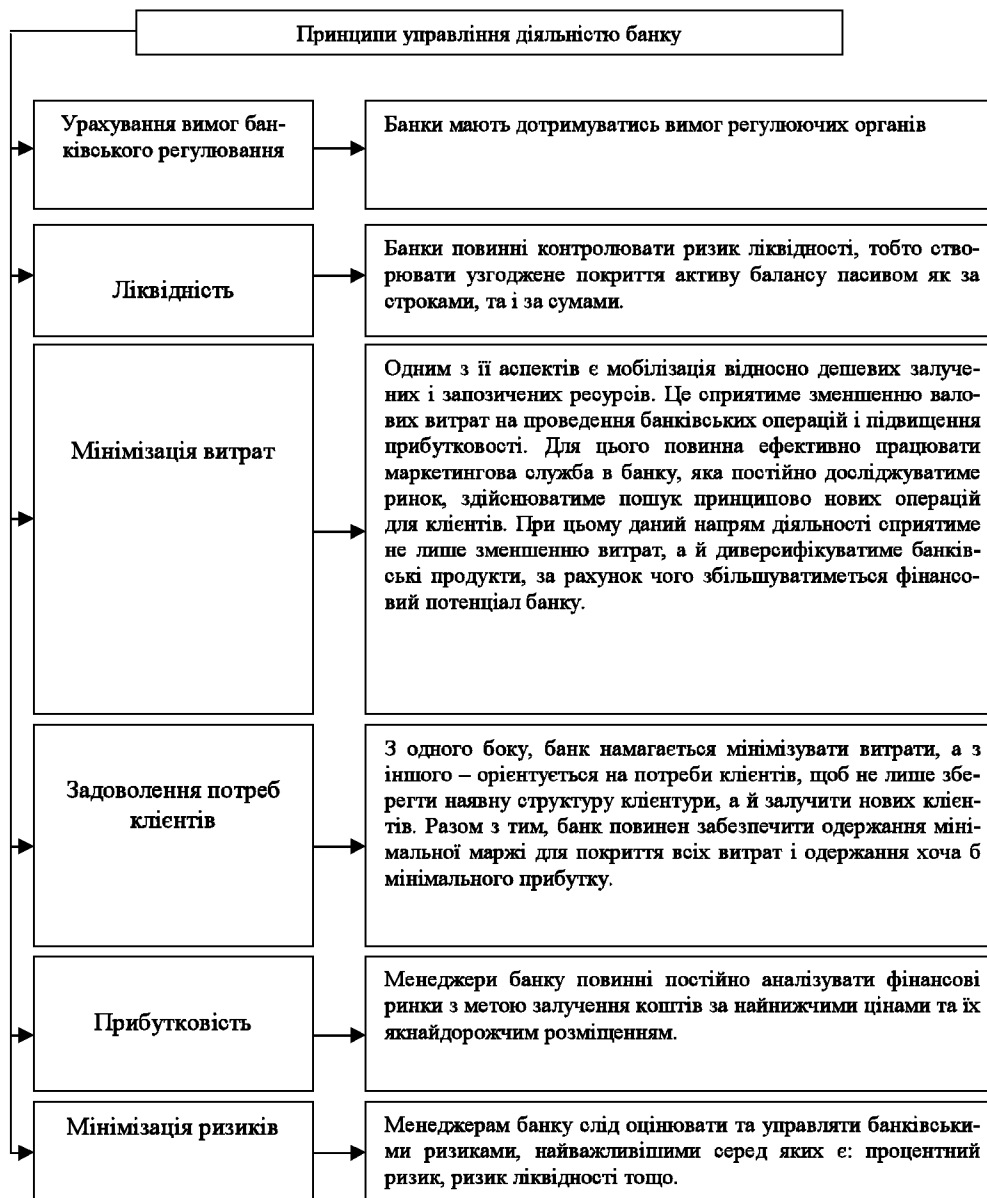 Принципи управління діяльністю банку
Урахування вимог бан-
ківського регулювання
Банки мають дотримуватись вимог регулюючих органів
Ліквідність
Банки повинні контролювати ризик ліквідності, тобто ство-
рювати узгоджене покриття активу балансу пасивом як за
строками, та і за сумами.
Мінімізація витрат
Одним з її аспектів є мобілізація відносно дешевих залуче-
них і запозичених ресурсів. Це сприятиме зменшенню вало-
вих витрат на проведення банківських операцій і підвищення
прибутковості. Для цього повинна ефективно працювати
маркетингова служба в банку, яка постійно досліджуватиме
ринок, здійснюватиме пошук принципово нових операцій
для клієнтів. При цьому даний напрям діяльності сприятиме
не лише зменшенню витрат, а й диверсифікуватиме банків-
ські продукти, за рахунок чого збільшуватиметься фінансо-
вий потенціал банку.
Задоволення потреб
клієнтів
З одного боку, банк намагається мінімізувати витрати, а з
іншого – орієнтується на потреби клієнтів, щоб не лише збе-
регти наявну структуру клієнтури, а й залучити нових клієн-
тів. Разом з тим, банк повинен забезпечити одержання міні-
мальної маржі для покриття всіх витрат і одержання хоча б
мінімального прибутку.
Прибутковість
Менеджери банку повинні постійно аналізувати фінансові
ринки з метою залучення коштів за найнижчими цінами та їх
якнайдорожчим розміщенням.
Мінімізація ризиків
Менеджерам банку слід оцінювати та управляти банківськи-
ми ризиками, найважливішими серед яких є: процентний
ризик, ризик ліквідності тощо.